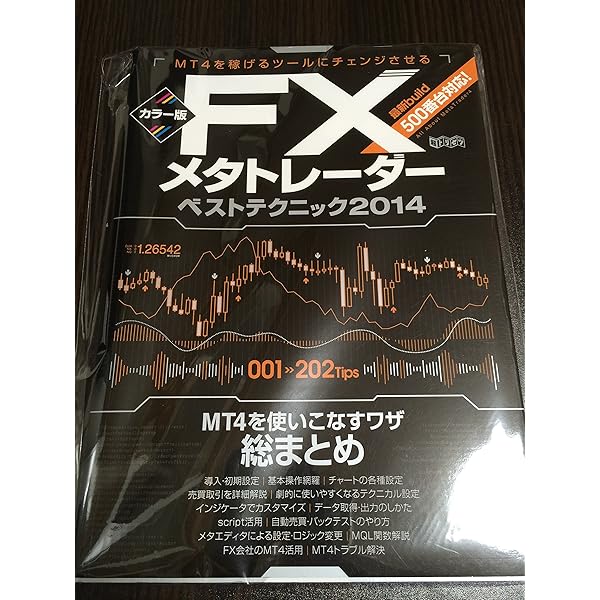 MT4を稼げるツールにチェンジさせる
カラー版
FX
最新build
500番台対応!
All About MetaTrader4
メタトレーダー
ベストテクニック2014
1.26542
001»202Tips
MT4を使いこなすワザ
総まとめ
導入・初期設定|基本操作網羅|チャートの各種設定
売買取引を詳細解説|劇的に使いやすくなるテクニカル設定
インジケータでカスタマイズ|データ取得・出力のしかた
script活用|自動売買・バックテストのやり方
メタエディタによる設定・ロジック変更|MQL関数解説
FX会社のMT4活用|MT4トラブル解決